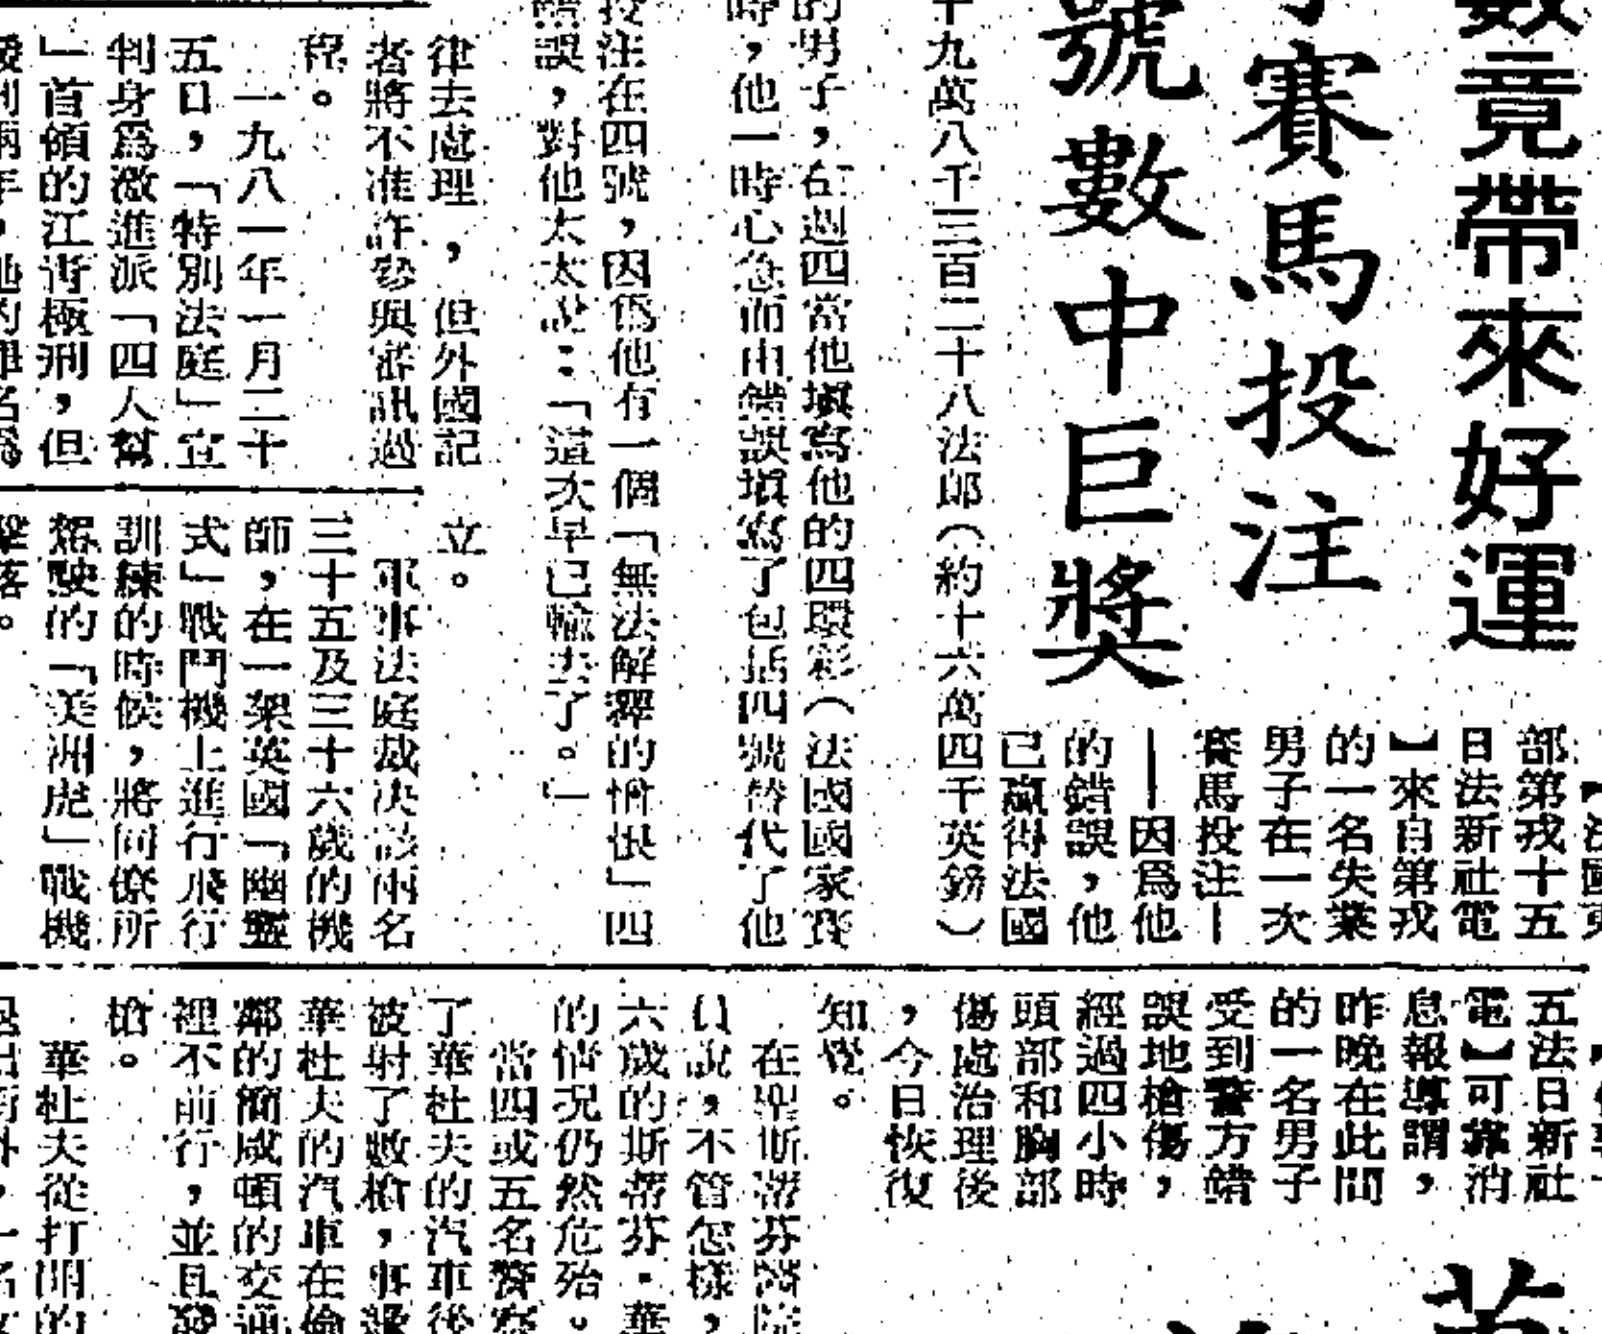 竟帶來好運
賽馬投注
號數中巨獎
部第戎十五
日法新社電
】來自第戎
的一名失業
男子在一次
賽馬投注—
—因爲他
的錯誤，他
已贏得法國
十九萬八千三百二十八法郎（約十六萬四千英鎊）
的男子，在週四當他塡寫他的四環彩（法國國家賽
時，他一時心急而由錯誤塡寫了包括四號替代了他
投注在四號，因爲他有一個「無法解釋的懵怏」四
錯誤，對他太太說：「這次早已輸去了。」
律去處理，但外國記
者將不准許參與審訊過
程。
一九八一年一月二十
五日，「特別法庭」宣
判身爲激進派「四人幫
」首領的江靑極刑，但
立。
軍事法庭裁決該兩名
三十五及三十六歲的機
師，在一架英國「幽靈
式」戰鬥機上進行飛行
訓練的時候，將同僚所
駕駛的「美洲虎」戰機
擊落。
五法日新社
電】可靠消
息報導謂，
昨晚在此間
的一名男子
受到警方錯
誤地槍傷，
經過四小時
頭部和胸部
傷處治理後
，今日恢復
知覺。
在聖斯蒂芬醫院
說，不管怎樣，
六歲的斯蒂芬·華
的情況仍然危殆。
當四或五名警察
了華杜夫的汽車後
被射了數槍，事
華杜夫的汽車在
鄰的簡咸頓的交通
裡不前行，並且
槍。
華杜夫從打開的